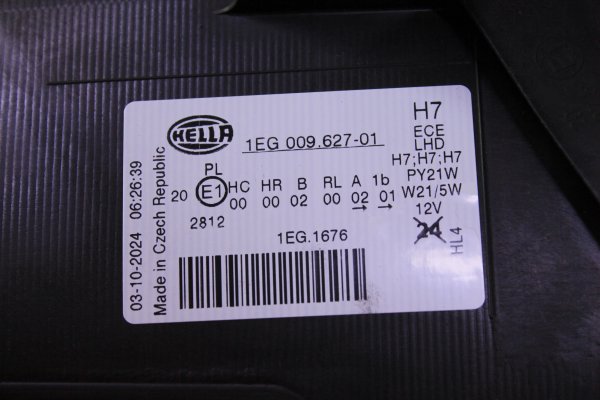 HELLA
1EG 009.627-01
H7
ECE
LHD
H7;H7;H7
PY21W
W21/5W
12V
24
HL4
PL
20 E1 HC HR B RL A 1b
00 00 02 00 02 01
2812
1EG.1676
03-10-2024 06:26:39
Made in Czech Republic